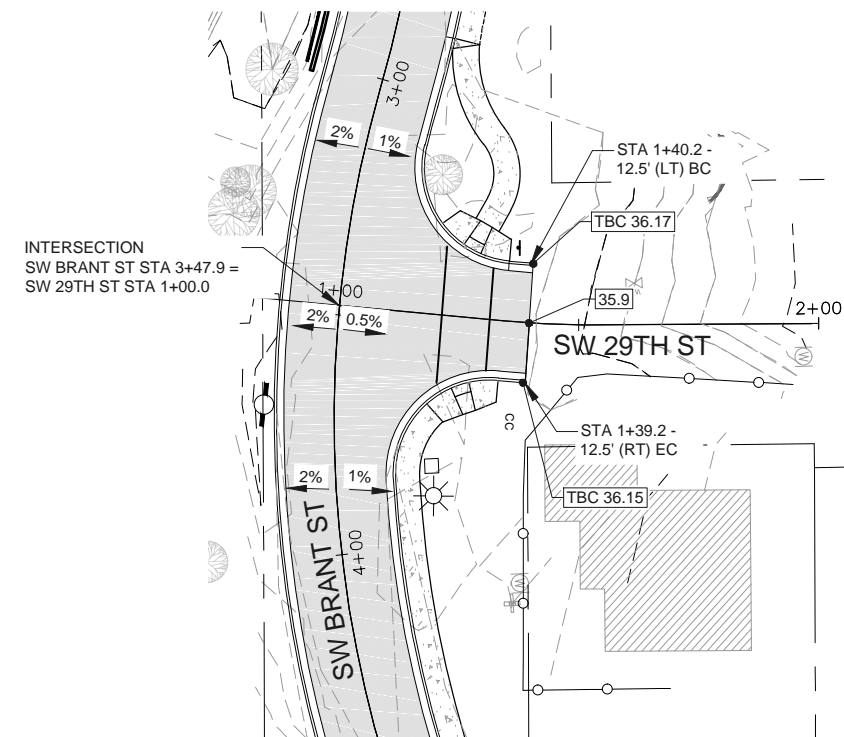 3+00
2%
1%
STA 1+40.2 -
12.5' (LT) BC
TBC 36.17
INTERSECTION
SW BRANT ST STA 3+47.9 =
SW 29TH ST STA 1+00.0
1+00
35.9
2+00
2%
0.5%
SW 29TH ST
W
CC
STA 1+39.2 -
12.5' (RT) EC
2%
1%
TBC 36.15
SW BRANT ST
4+00
W